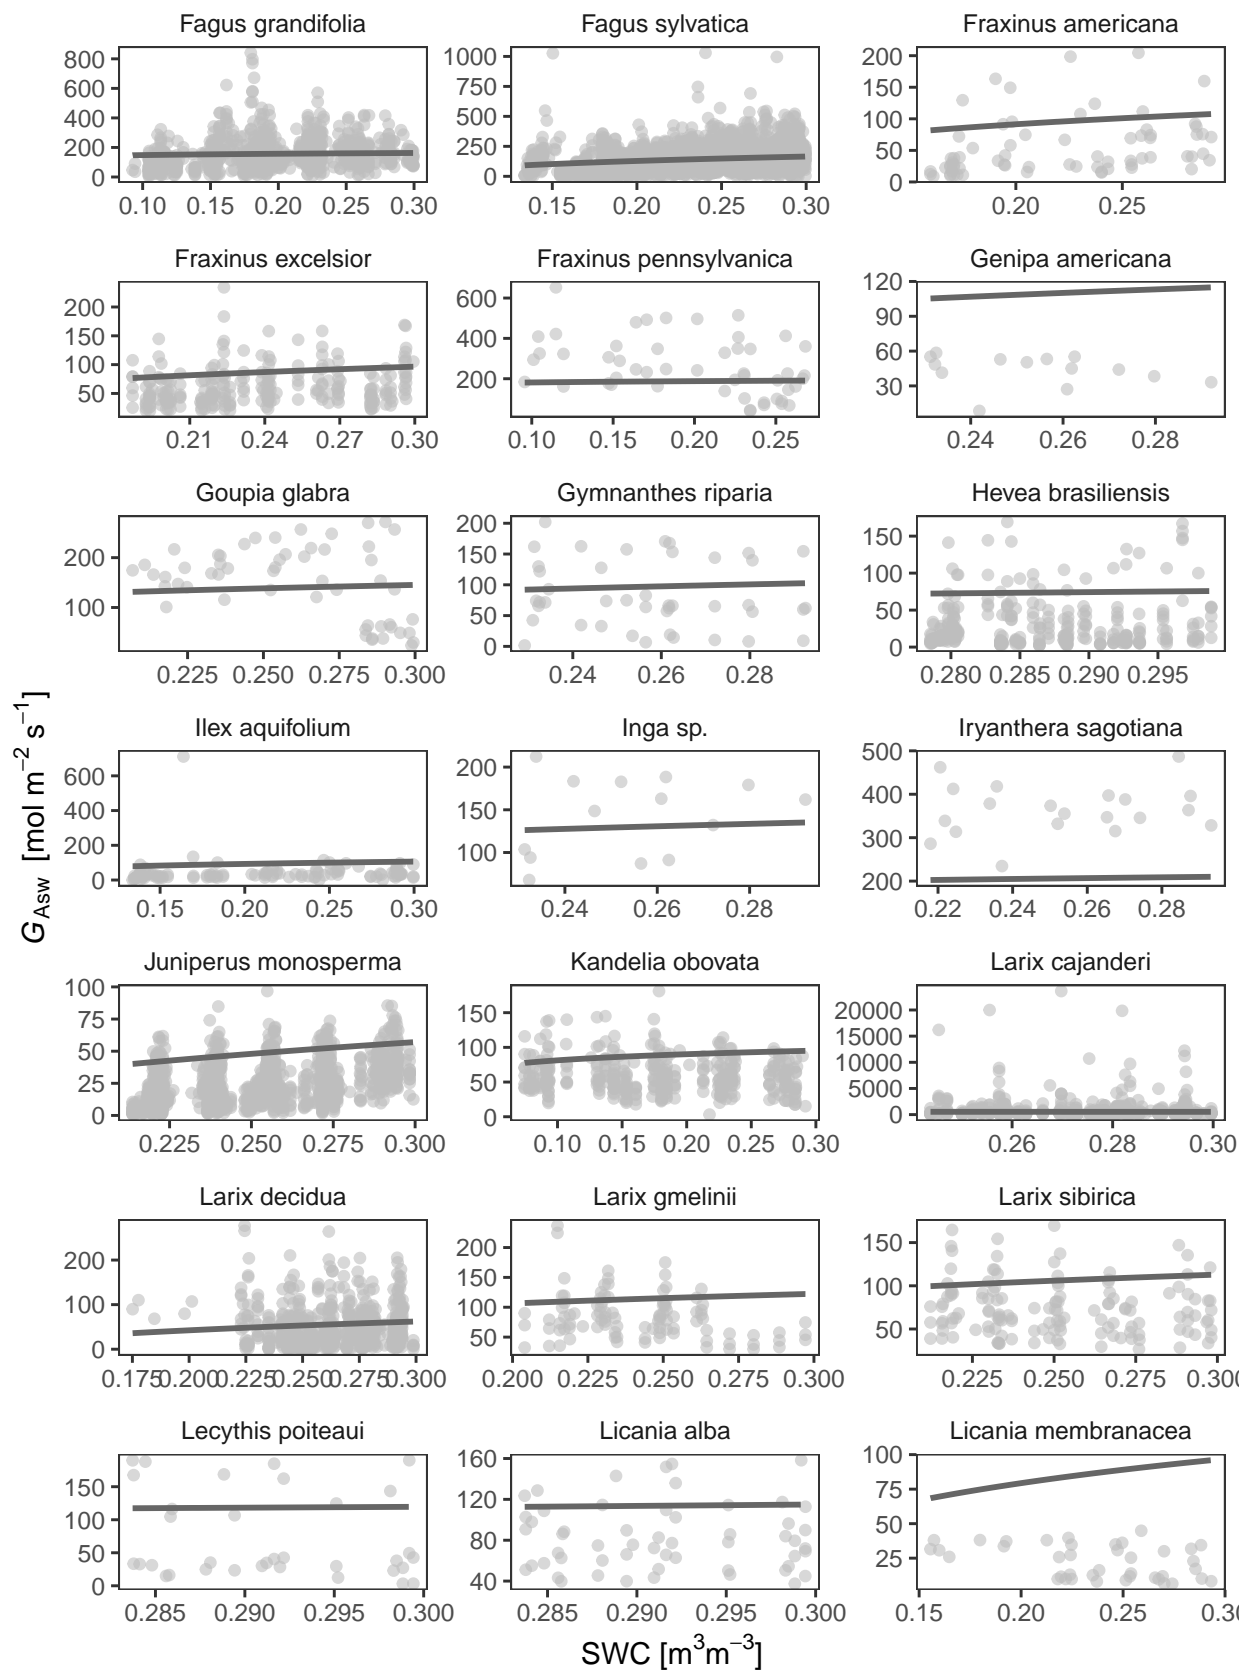 Fagus grandifolia Fagus sylvatica Fraxinus americana
800 600 400 200 0
1000 750 500 250 0
200 150 100 50 0
0.10 0.15 0.20 0.25 0.30
0.15 0.20 0.25 0.30
0.20 0.25
Fraxinus excelsior Fraxinus pennsylvanica Genipa americana
200 150 100 50
600 400 200
120 90 60 30
0.21 0.24 0.27 0.30
0.10 0.15 0.20 0.25
0.24 0.26 0.28
Goupia glabra Gymnanthes riparia Hevea brasiliensis
200 100
200 150 100 50 0
150 100 50 0
0.225 0.250 0.275 0.300
0.24 0.26 0.28
0.280 0.285 0.290 0.295
Ilex aquifolium Inga sp. Iryanthera sagotiana
600 400 200 0
200 150 100
500 400 300 200
0.15 0.20 0.25 0.30
0.24 0.26 0.28
0.22 0.24 0.26 0.28
G Asw [mol m−2 s−1]
Juniperus monosperma Kandelia obovata Larix cajanderi
100 75 50 25 0
150 100 50 0
20000 15000 10000 5000 0
0.225 0.250 0.275 0.300
0.10 0.15 0.20 0.25 0.30
0.26 0.28 0.30
Larix decidua Larix gmelinii Larix sibirica
200 100 0
200 150 100 50
150 100 50
0.175 0.200 0.225 0.250 0.275 0.300
0.200 0.225 0.250 0.275 0.300
0.225 0.250 0.275 0.300
Lecythis poiteaui Licania alba Licania membranacea
150 100 50 0
160 120 80 40
100 75 50 25
0.285 0.290 0.295 0.300
0.285 0.290 0.295 0.300
0.15 0.20 0.25 0.30
SWC [m3m−3]